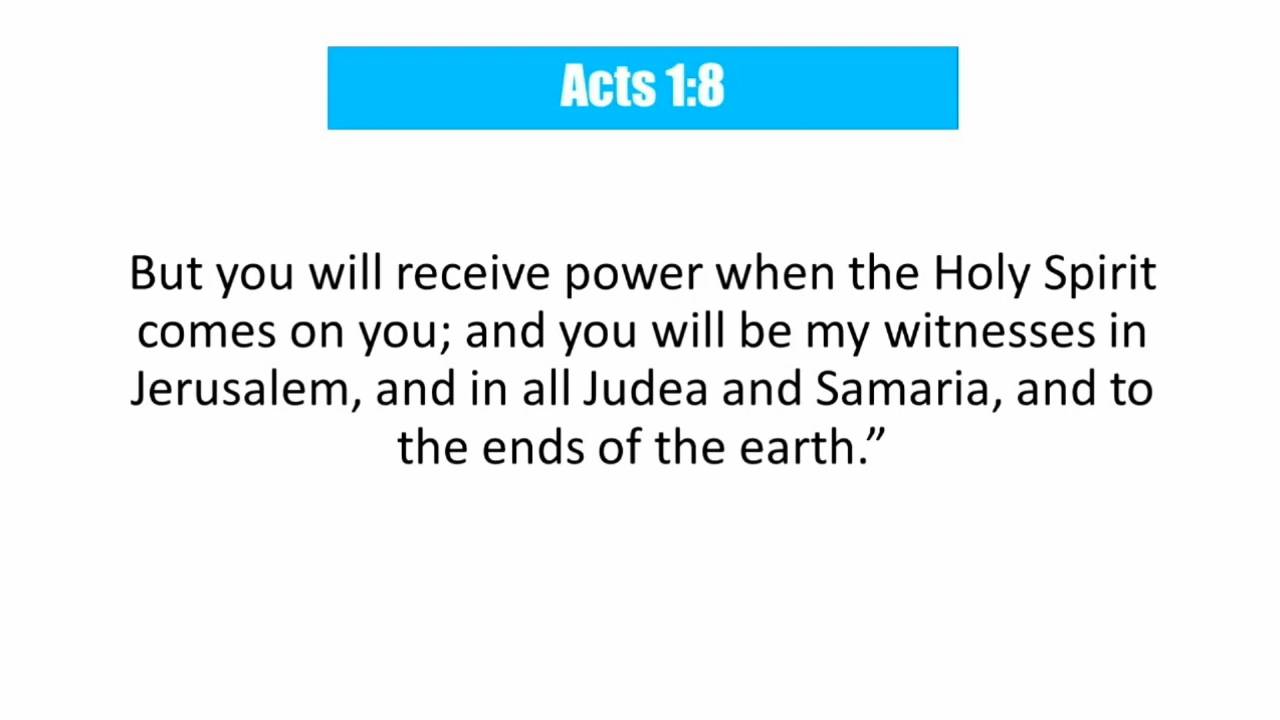 Acts 1:8
But you will receive power when the Holy Spirit
comes on you; and you will be my witnesses in
Jerusalem, and in all Judea and Samaria, and to
the ends of the earth.”